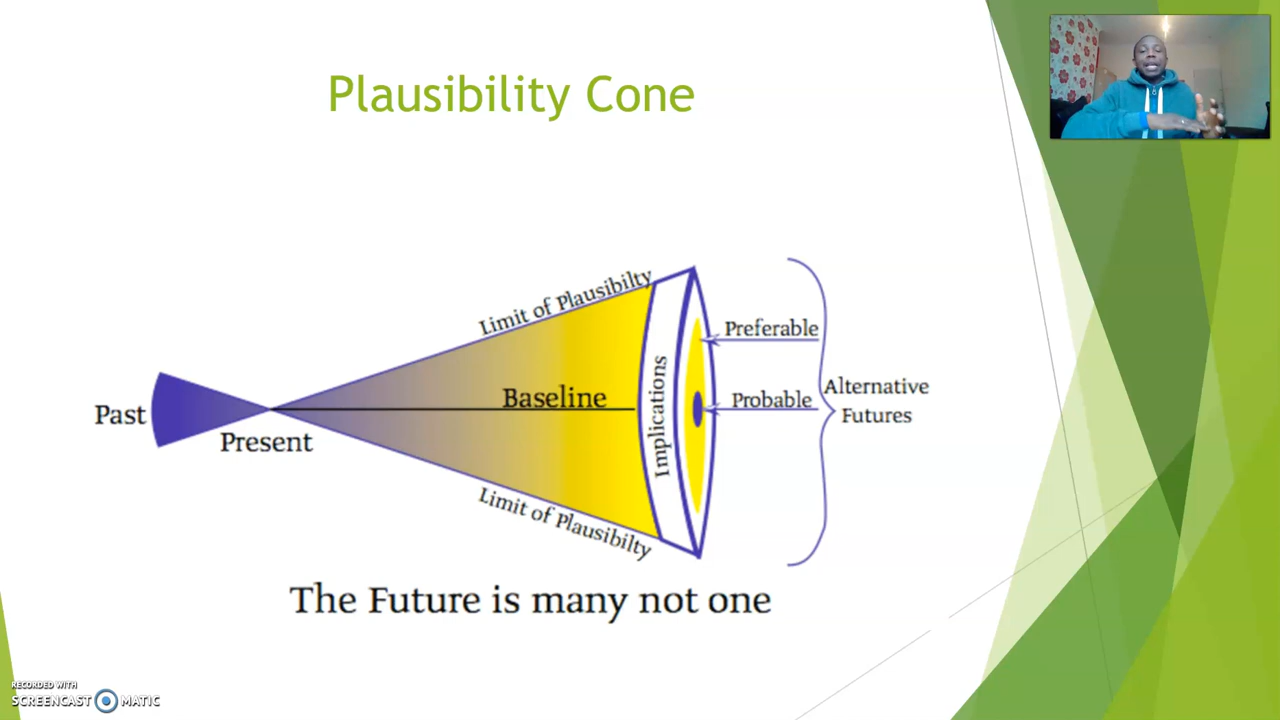 Plausibility Cone
Limit of Plausibilty
Preferable
Baseline
Probable
Implications
Alternative
Futures
Past
Present
Limit of Plausibilty
The Future is many not one
RECORDED WITH
SCREENCAST MATIC